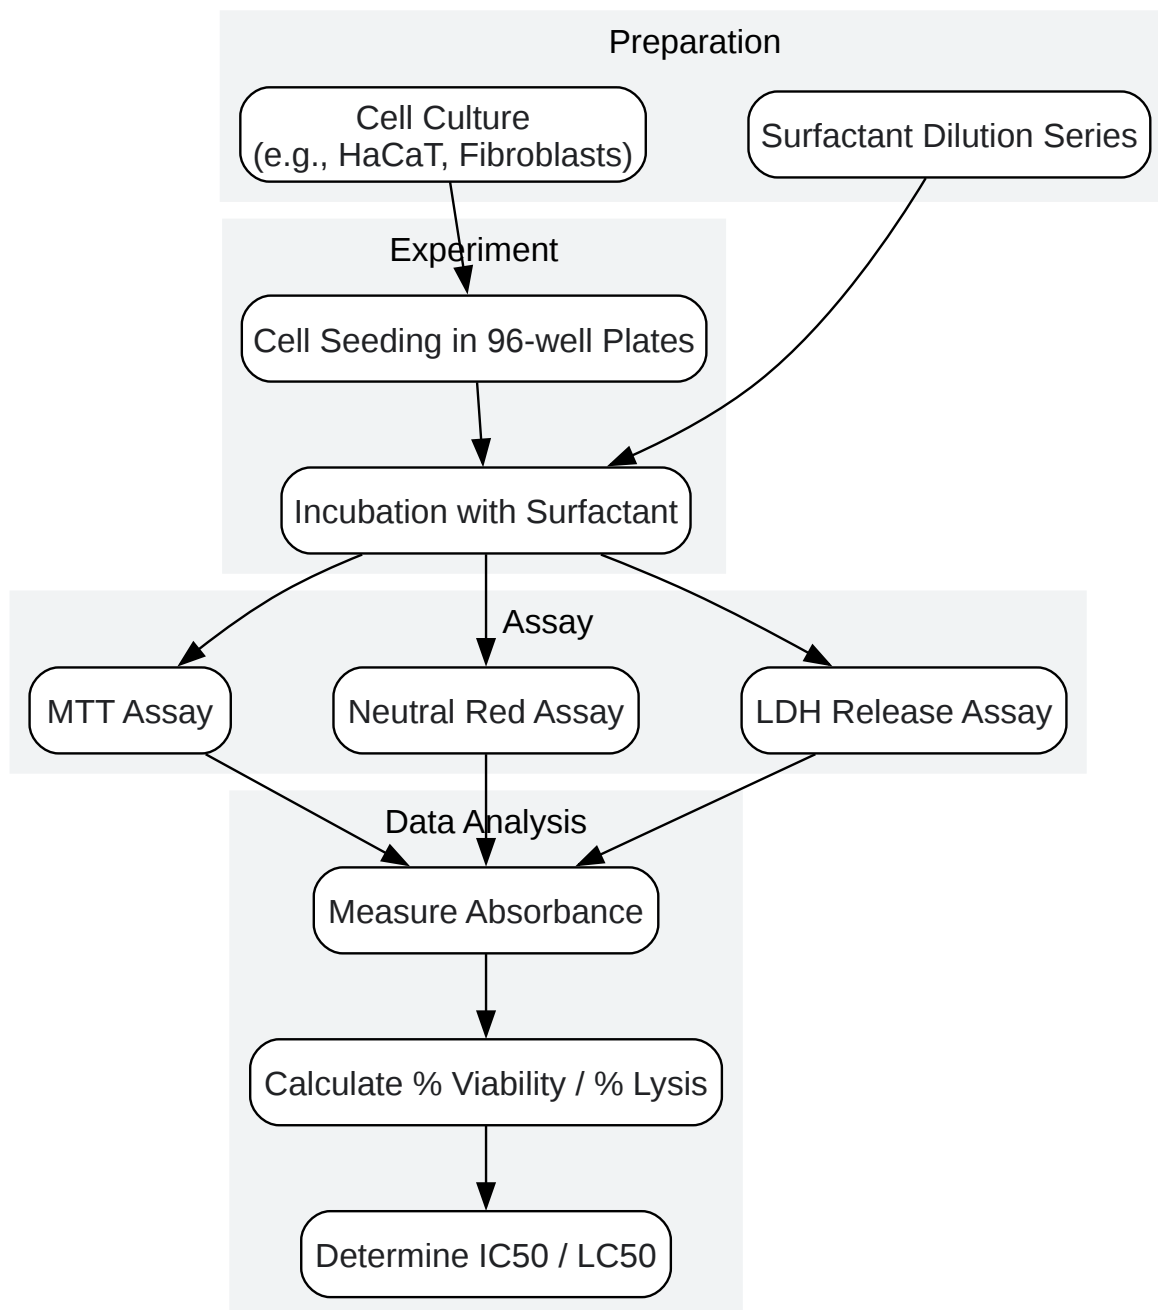 Preparation
Cell Culture
(e.g., HaCaT, Fibroblasts)
Surfactant Dilution Series
Experiment
Cell Seeding in 96-well Plates
Incubation with Surfactant
Assay
MTT Assay
Neutral Red Assay
LDH Release Assay
Data Analysis
Measure Absorbance
Calculate % Viability / % Lysis
Determine IC50 / LC50